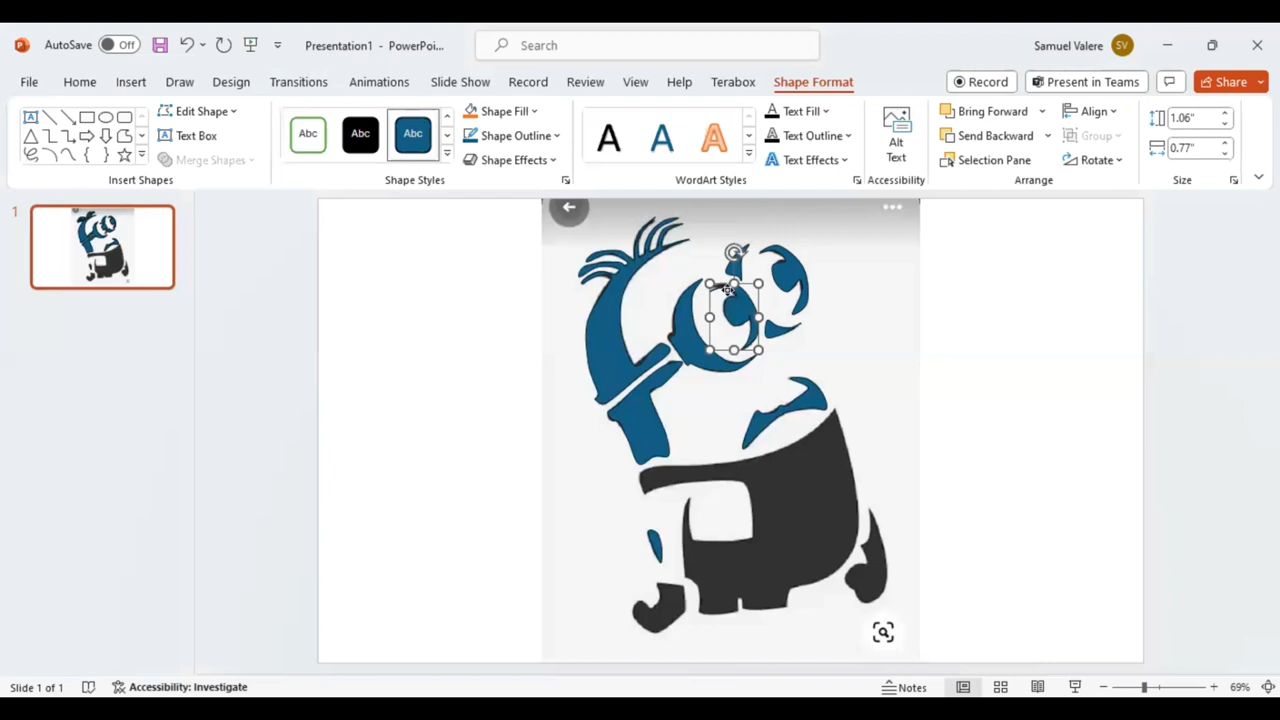 AutoSave Off Presentation1 - PowerPoi... Search Samuel Valere SV
File Home Insert Draw Design Transitions Animations Slide Show Record Review View Help Terabox Shape Format Record Present in Teams Share
Edit Shape
Text Box
Merge Shapes
Insert Shapes
Abc Abc Abc
Shape Fill
Shape Outline
Shape Effects
Shape Styles
A A A
Text Fill
Text Outline
Text Effects
WordArt Styles
Alt
Text
Accessibility
Bring Forward
Send Backward
Selection Pane
Align
Group
Rotate
Arrange
1.06"
0.77"
Size
1
Slide 1 of 1 Accessibility: Investigate Notes 69%